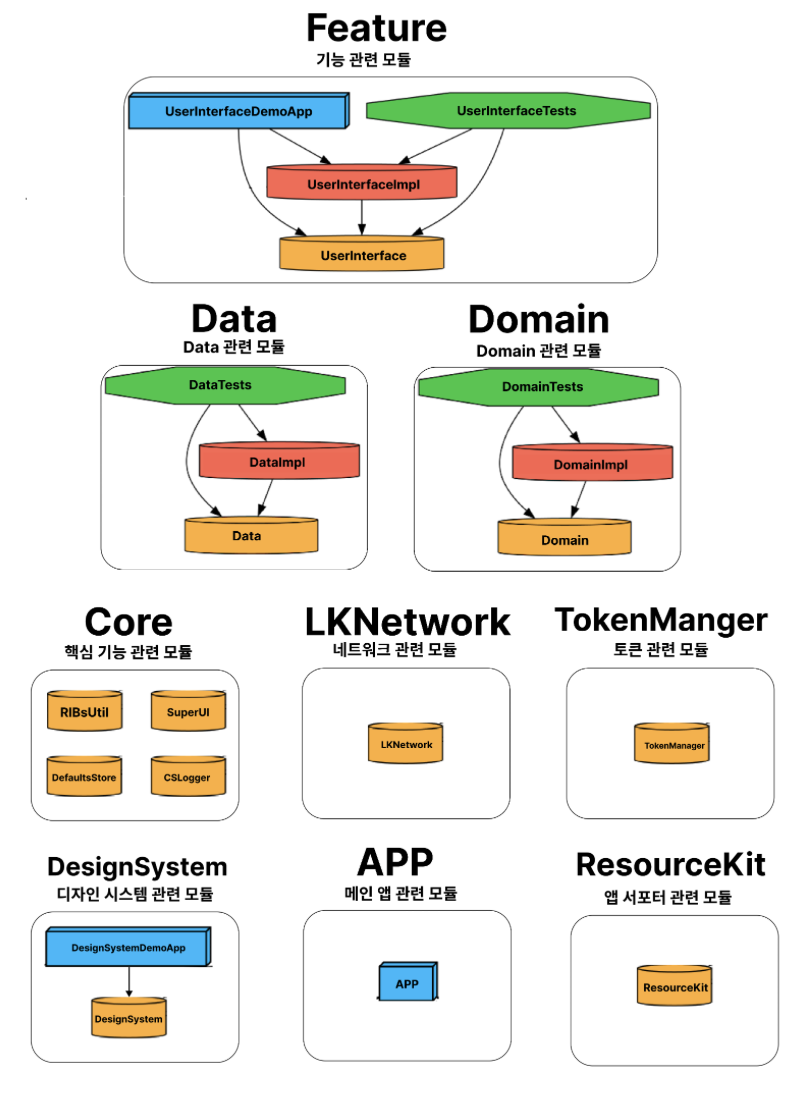 Feature
기능 관련 모듈
UserInterfaceDemoApp
UserInterfaceTests
UserInterfaceImpl
UserInterface
Data
Data 관련 모듈
DataTests
DataImpl
Data
Domain
Domain 관련 모듈
DomainTests
DomainImpl
Domain
Core
핵심 기능 관련 모듈
RIBsUtil
SuperUI
DefaultsStore
CSLogger
LKNetwork
네트워크 관련 모듈
LKNetwork
TokenManger
토큰 관련 모듈
TokenManager
DesignSystem
디자인 시스템 관련 모듈
DesignSystemDemoApp
DesignSystem
APP
메인 앱 관련 모듈
APP
ResourceKit
앱 서포터 관련 모듈
ResourceKit